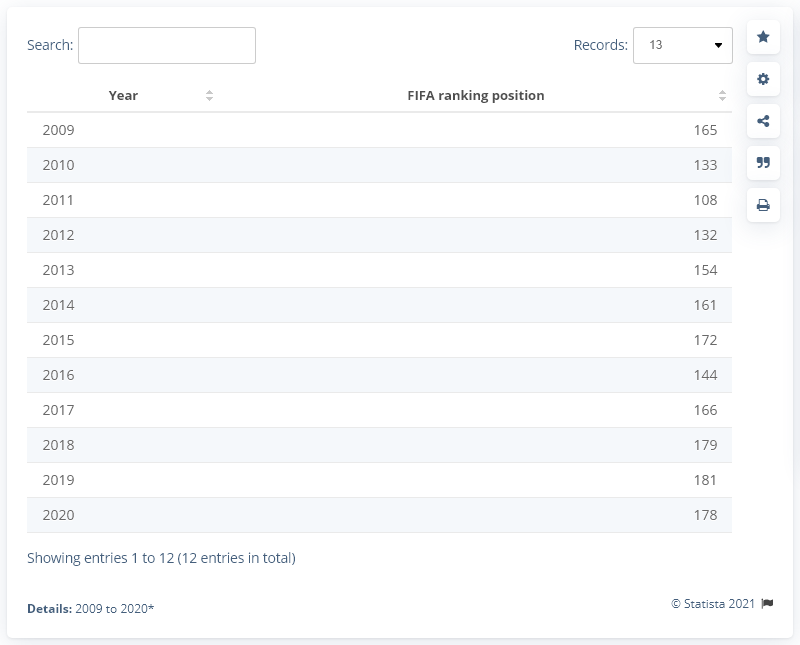 Search:
Records: 13
Year FIFA ranking position
2009 165
2010 133
2011 108
2012 132
2013 154
2014 161
2015 172
2016 144
2017 166
2018 179
2019 181
2020 178
Showing entries 1 to 12 (12 entries in total)
Details: 2009 to 2020*
© Statista 2021